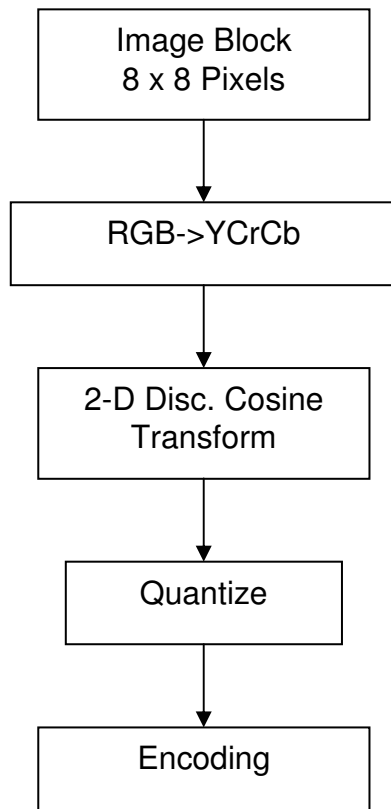 Image Block
8 x 8 Pixels
RGB->YCrCb
2-D Disc. Cosine
Transform
Quantize
Encoding